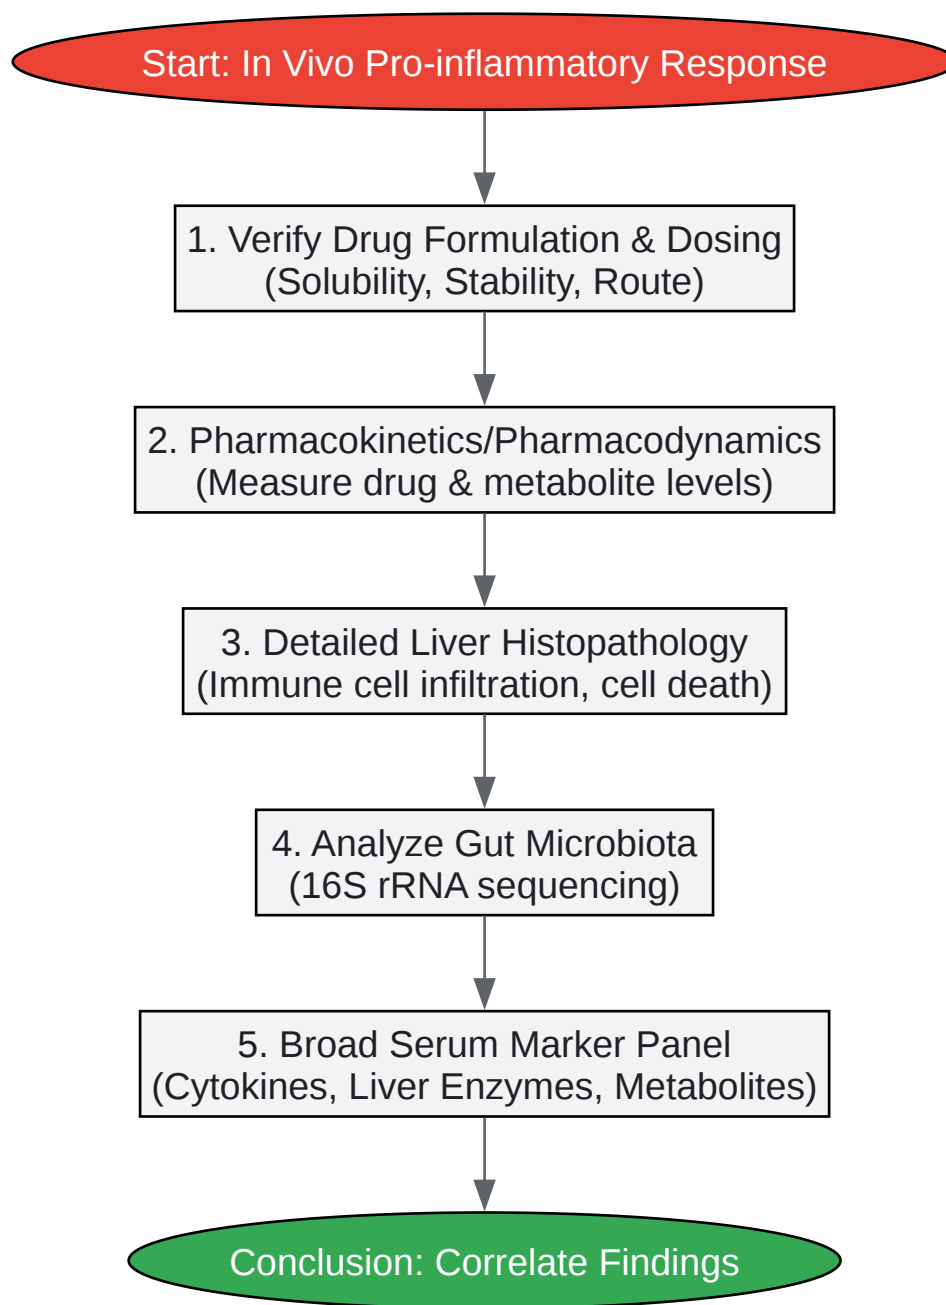 Start: In Vivo Pro-inflammatory Response
1. Verify Drug Formulation & Dosing
(Solubility, Stability, Route)
2. Pharmacokinetics/Pharmacodynamics
(Measure drug & metabolite levels)
3. Detailed Liver Histopathology
(Immune cell infiltration, cell death)
4. Analyze Gut Microbiota
(16S rRNA sequencing)
5. Broad Serum Marker Panel
(Cytokines, Liver Enzymes, Metabolites)
Conclusion: Correlate Findings